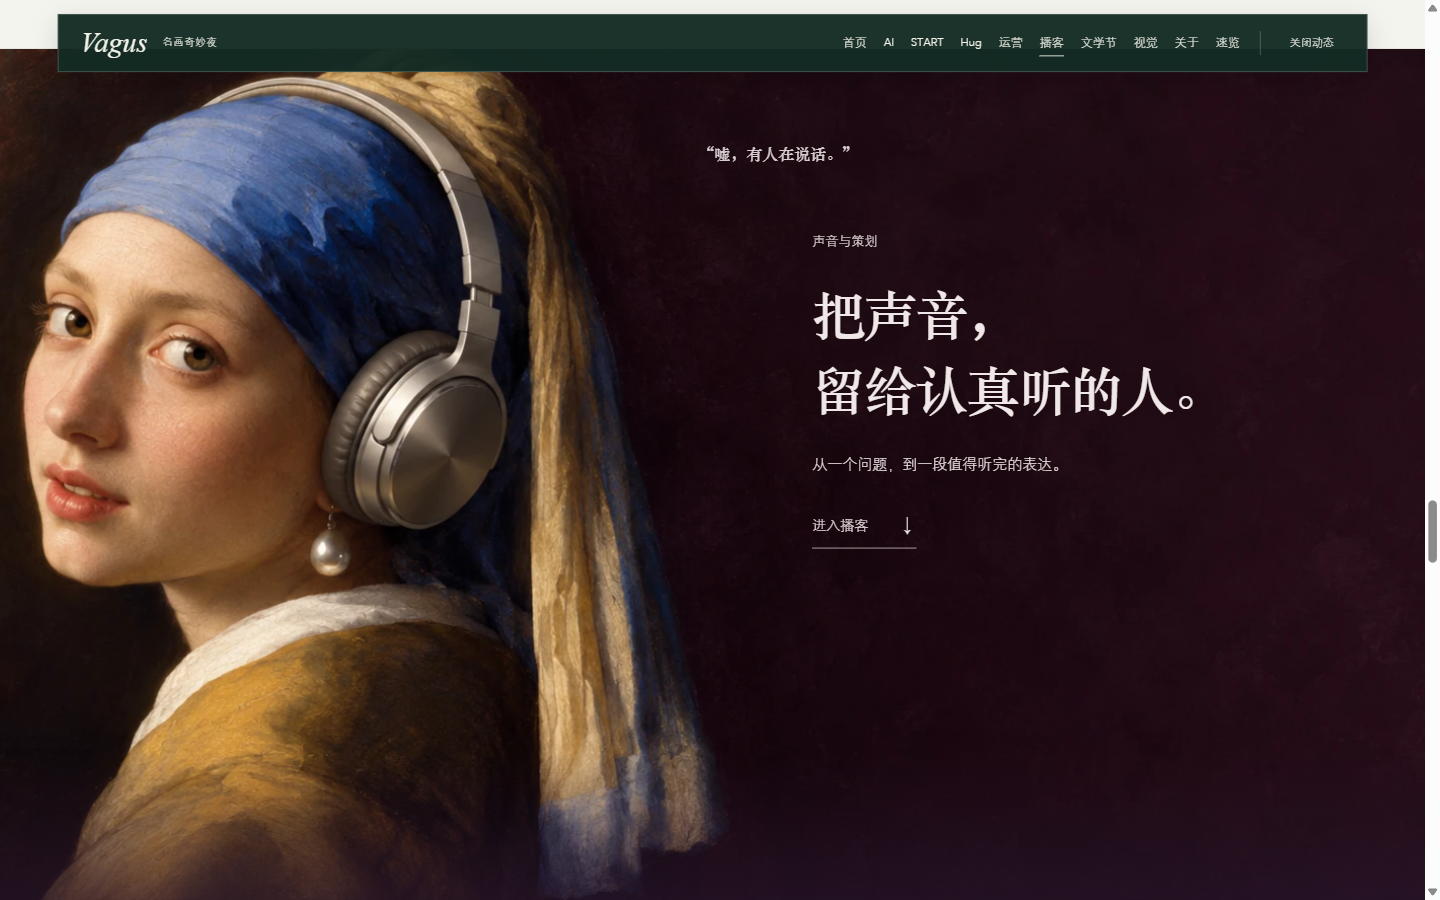 Vagus 名画奇妙夜 首页 AI START Hug 运营 播客 文学节 视觉 关于 速览 关闭动态
“嘘，有人在说话。”
声音与策划
把声音，
留给认真听的人。
从一个问题，到一段值得听完的表达。
进入播客 ↓